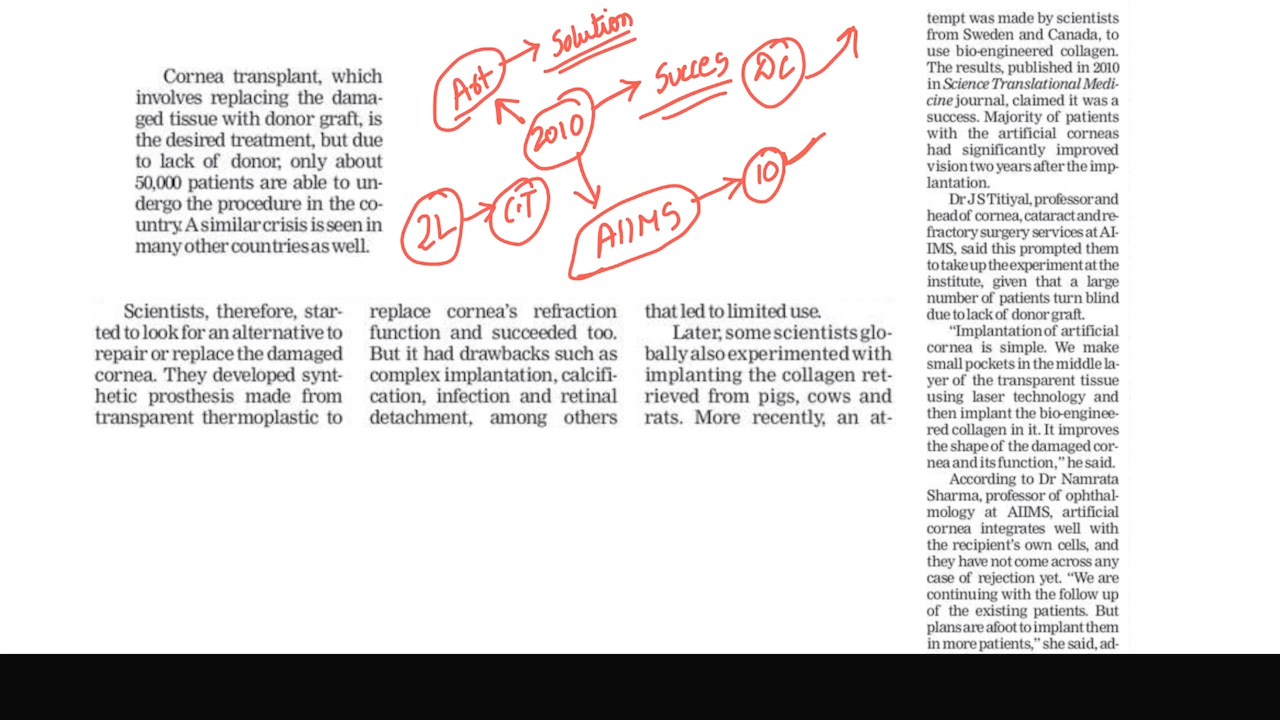 Cornea transplant, which
involves replacing the dama-
ged tissue with donor graft, is
the desired treatment, but due
to lack of donor, only about
50,000 patients are able to un-
dergo the procedure in the co-
untry. A similar crisis is seen in
many other countries as well.
Art
Solution
2010
Succes
DC
2L
C.T
AIIMS
10
Scientists, therefore, star-
ted to look for an alternative to
repair or replace the damaged
cornea. They developed synt-
hetic prosthesis made from
transparent thermoplastic to
replace cornea's refraction
function and succeeded too.
But it had drawbacks such as
complex implantation, calcifi-
cation, infection and retinal
detachment, among others
that led to limited use.
Later, some scientists glo-
bally also experimented with
implanting the collagen ret-
rieved from pigs, cows and
rats. More recently, an at-
tempt was made by scientists
from Sweden and Canada, to
use bio-engineered collagen.
The results, published in 2010
in Science Translational Medi-
cine journal, claimed it was a
success. Majority of patients
with the artificial corneas
had significantly improved
vision two years after the imp-
lantation.
Dr J S Titiyal, professor and
head of cornea, cataract and re-
fractory surgery services at AI-
IMS, said this prompted them
to take up the experiment at the
institute, given that a large
number of patients turn blind
due to lack of donor graft.
"Implantation of artificial
cornea is simple. We make
small pockets in the middle la-
yer of the transparent tissue
using laser technology and
then implant the bio-enginee-
red collagen in it. It improves
the shape of the damaged cor-
nea and its function," he said.
According to Dr Namrata
Sharma, professor of ophthal-
mology at AIIMS, artificial
cornea integrates well with
the recipient's own cells, and
they have not come across any
case of rejection yet. "We are
continuing with the follow up
of the existing patients. But
plans are afoot to implant them
in more patients," she said, ad-